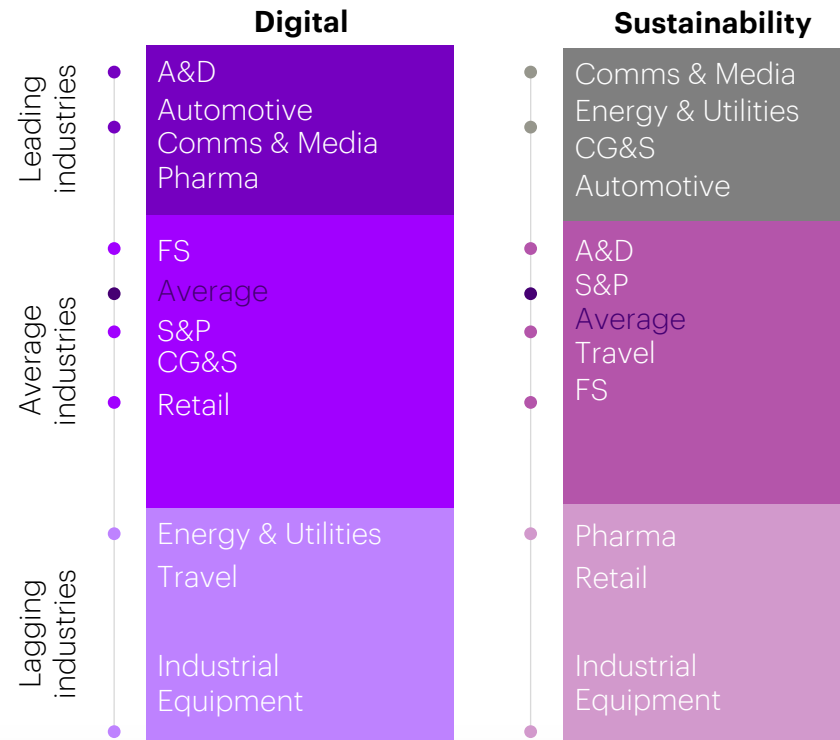 Digital
Sustainability
Leading
industries
A&D
Automotive
Comms & Media
Pharma
Comms & Media
Energy & Utilities
CG&S
Automotive
Average
industries
FS
Average
S&P
CG&S
Retail
A&D
S&P
Average
Travel
FS
Lagging
industries
Energy & Utilities
Travel
Industrial
Equipment
Pharma
Retail
Industrial
Equipment